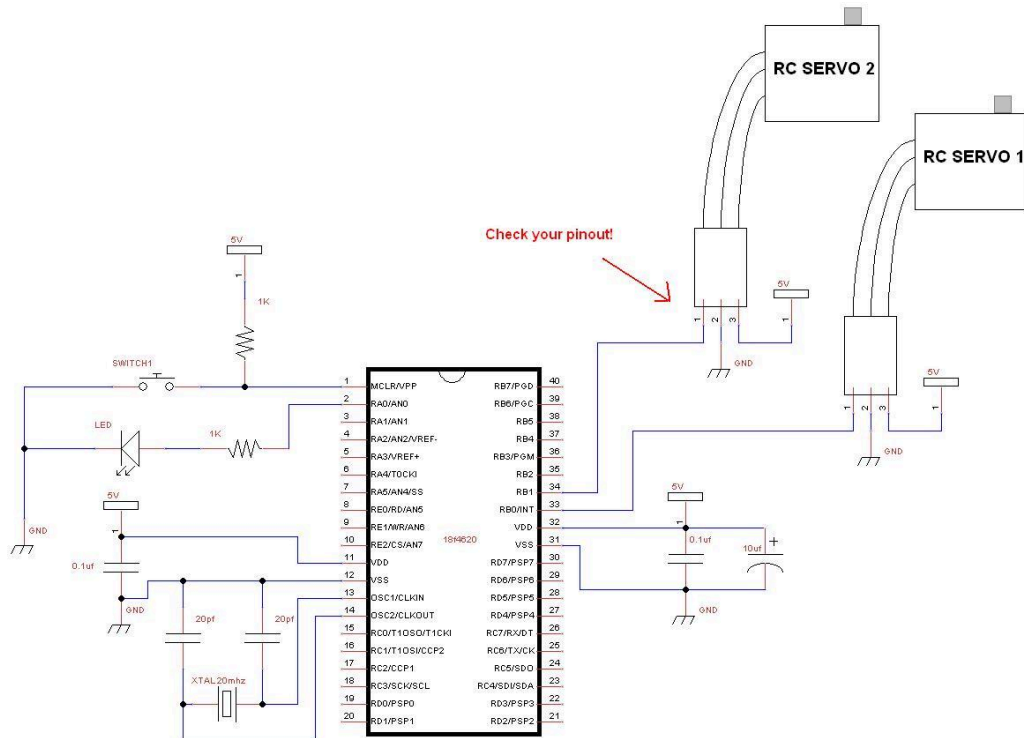 RC SERVO 2
RC SERVO 1
Check your pinout!
5V
1
1K
SWITCH1
LED
1K
GND
5V
1
0.1uf
GND
20pf
20pf
XTAL20mhz
1 MCLR/VPP
2 RA0/AN0
3 RA1/AN1
4 RA2/AN2/VREF-
5 RA3/VREF+
6 RA4/TOCKI
7 RA5/AN4/SS
8 RE0/RD/AN5
9 RE1/WR/AN6
10 RE2/CS/AN7
11 VDD
12 VSS
13 OSC1/CLKIN
14 OSC2/CLKOUT
15 RC0/T1OSO/T1CKI
16 RC1/T1OSI/CCP2
17 RC2/CCP1
18 RC3/SCK/SCL
19 RD0/PSP0
20 RD1/PSP1
18f4620
RB7/PGD 40
RB6/PGC 39
RB5 38
RB4 37
RB3/PGM 36
RB2 35
RB1 34
RB0/INT 33
VDD 32
VSS 31
RD7/PSP7 30
RD6/PSP6 29
RD5/PSP5 28
RD4/PSP4 27
RC7/RX/DT 26
RC6/TX/CK 25
RC5/SDO 24
RC4/SDI/SDA 23
RD3/PSP3 22
RD2/PSP2 21
1 2 3
5V
1
GND
1 2 3
5V
1
GND
5V
1
0.1uf
+
10uf
GND